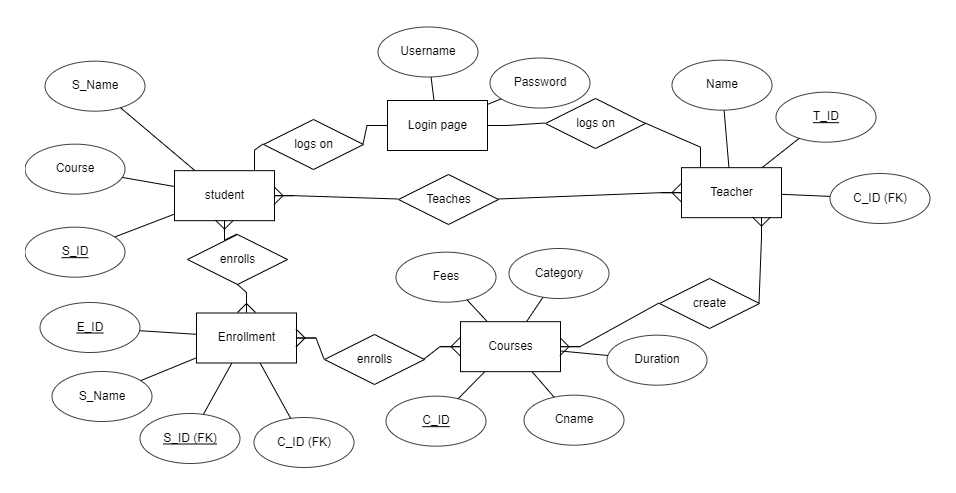 Username
S_Name
Password
Name
T_ID
Login page
logs on
logs on
Course
student
Teaches
Teacher
C_ID (FK)
S_ID
enrolls
Fees
Category
create
E_ID
Enrollment
enrolls
Courses
Duration
S_Name
C_ID
Cname
S_ID (FK)
C_ID (FK)